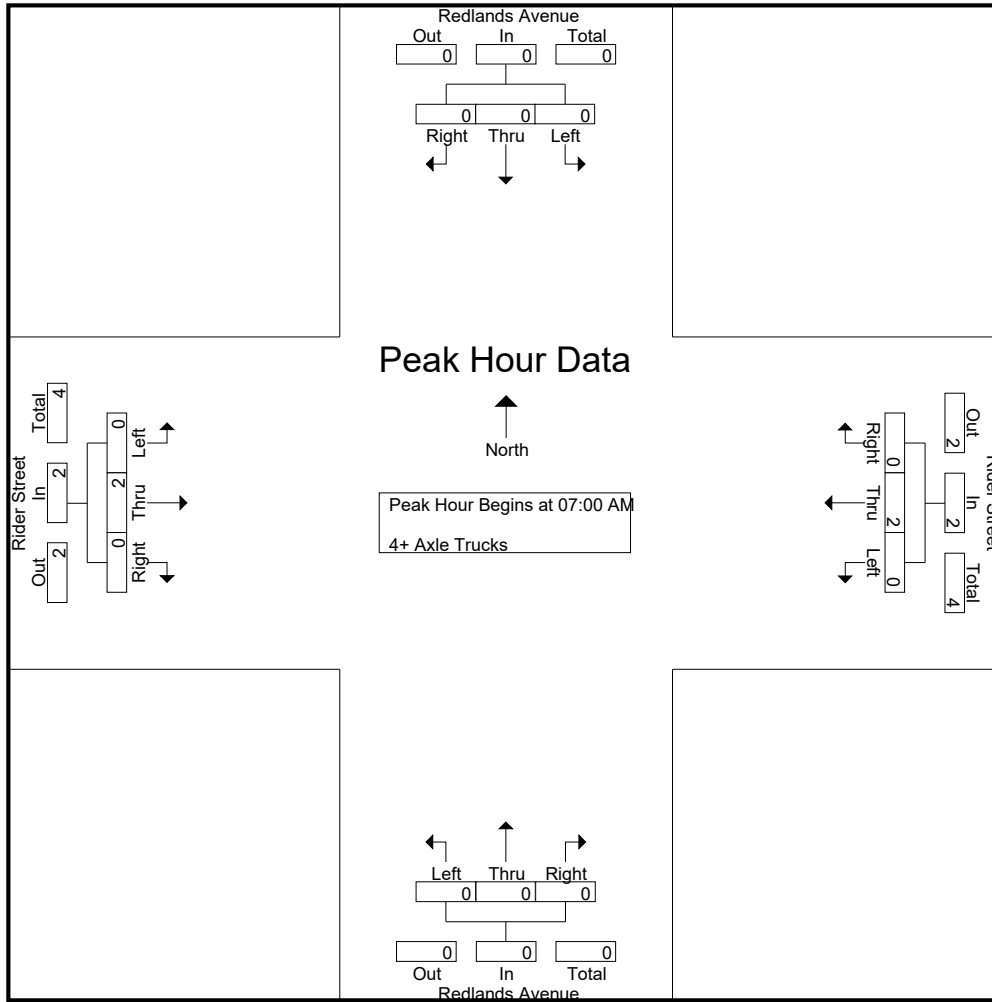 Redlands Avenue
Out In Total
0 0 0
0 0 0
Right Thru Left
Peak Hour Data
North
Peak Hour Begins at 07:00 AM
4+ Axle Trucks
Rider Street
Total In Out
4 2 2
0 2 0
Left Thru Right
Rider Street
Out In Total
2 2 4
0 2 0
Right Thru Left
Left Thru Right
0 0 0
0 0 0
Out In Total
Redlands Avenue